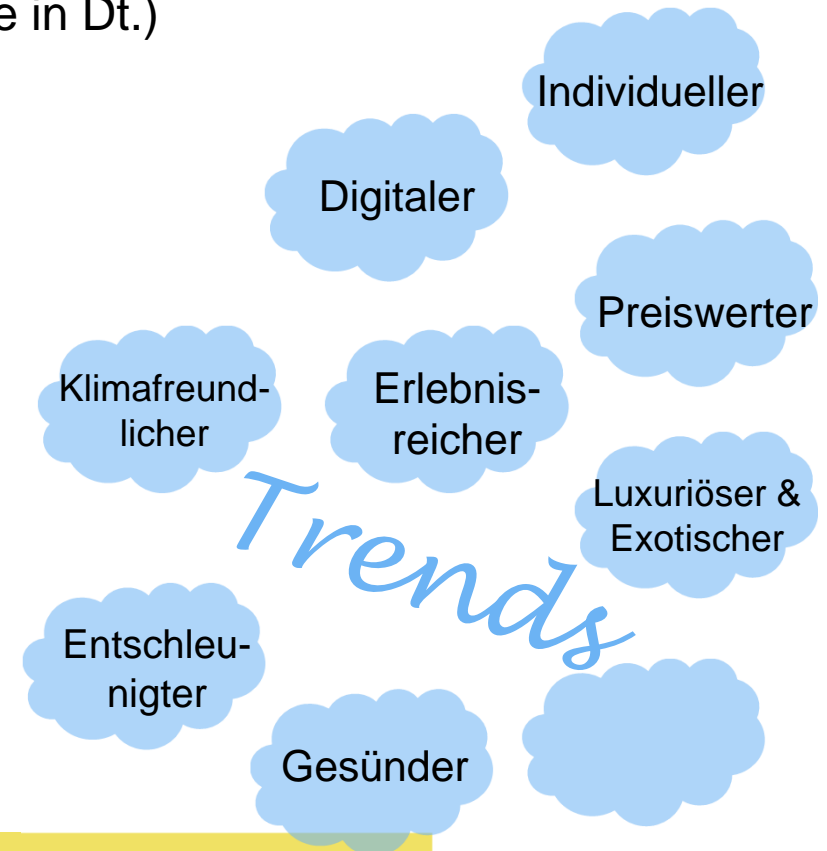 e in Dt.)
Individueller
Digitaler
Preiswerter
Klimafreund-
licher
Erlebnis-
reicher
Luxuriöser &
Exotischer
Trends
Entschleu-
nigter
Gesünder